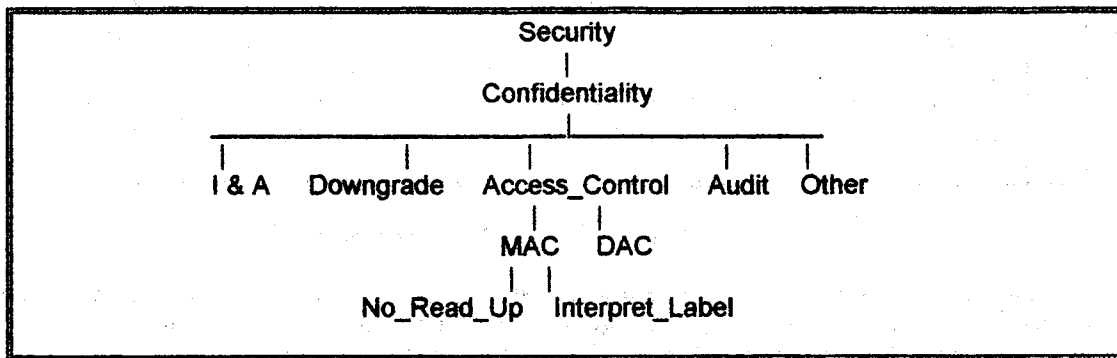 Security
Confidentiality
I & A Downgrade Access_Control Audit Other
MAC DAC
No_Read_Up Interpret_Label